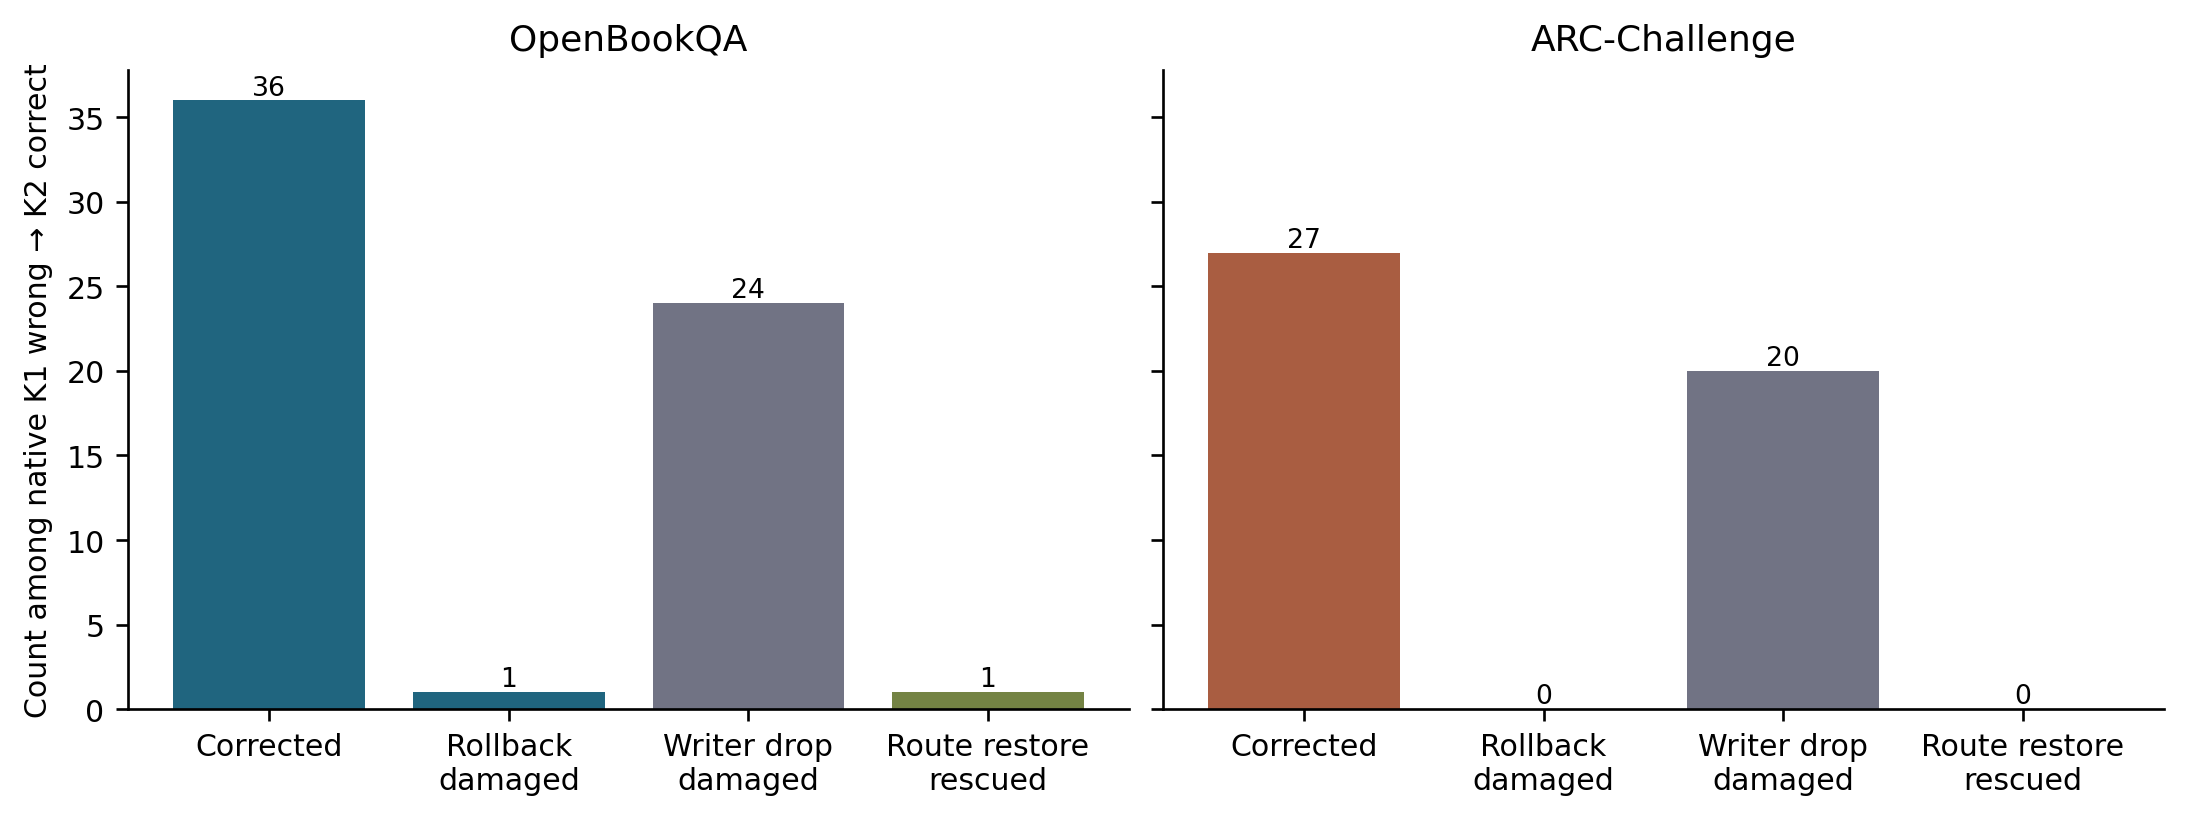 OpenBookQA
Count among native K1 wrong → K2 correct
35
30
25
20
15
10
5
0
36
1
24
1
Corrected
Rollback
damaged
Writer drop
damaged
Route restore
rescued
ARC-Challenge
27
0
20
0
Corrected
Rollback
damaged
Writer drop
damaged
Route restore
rescued